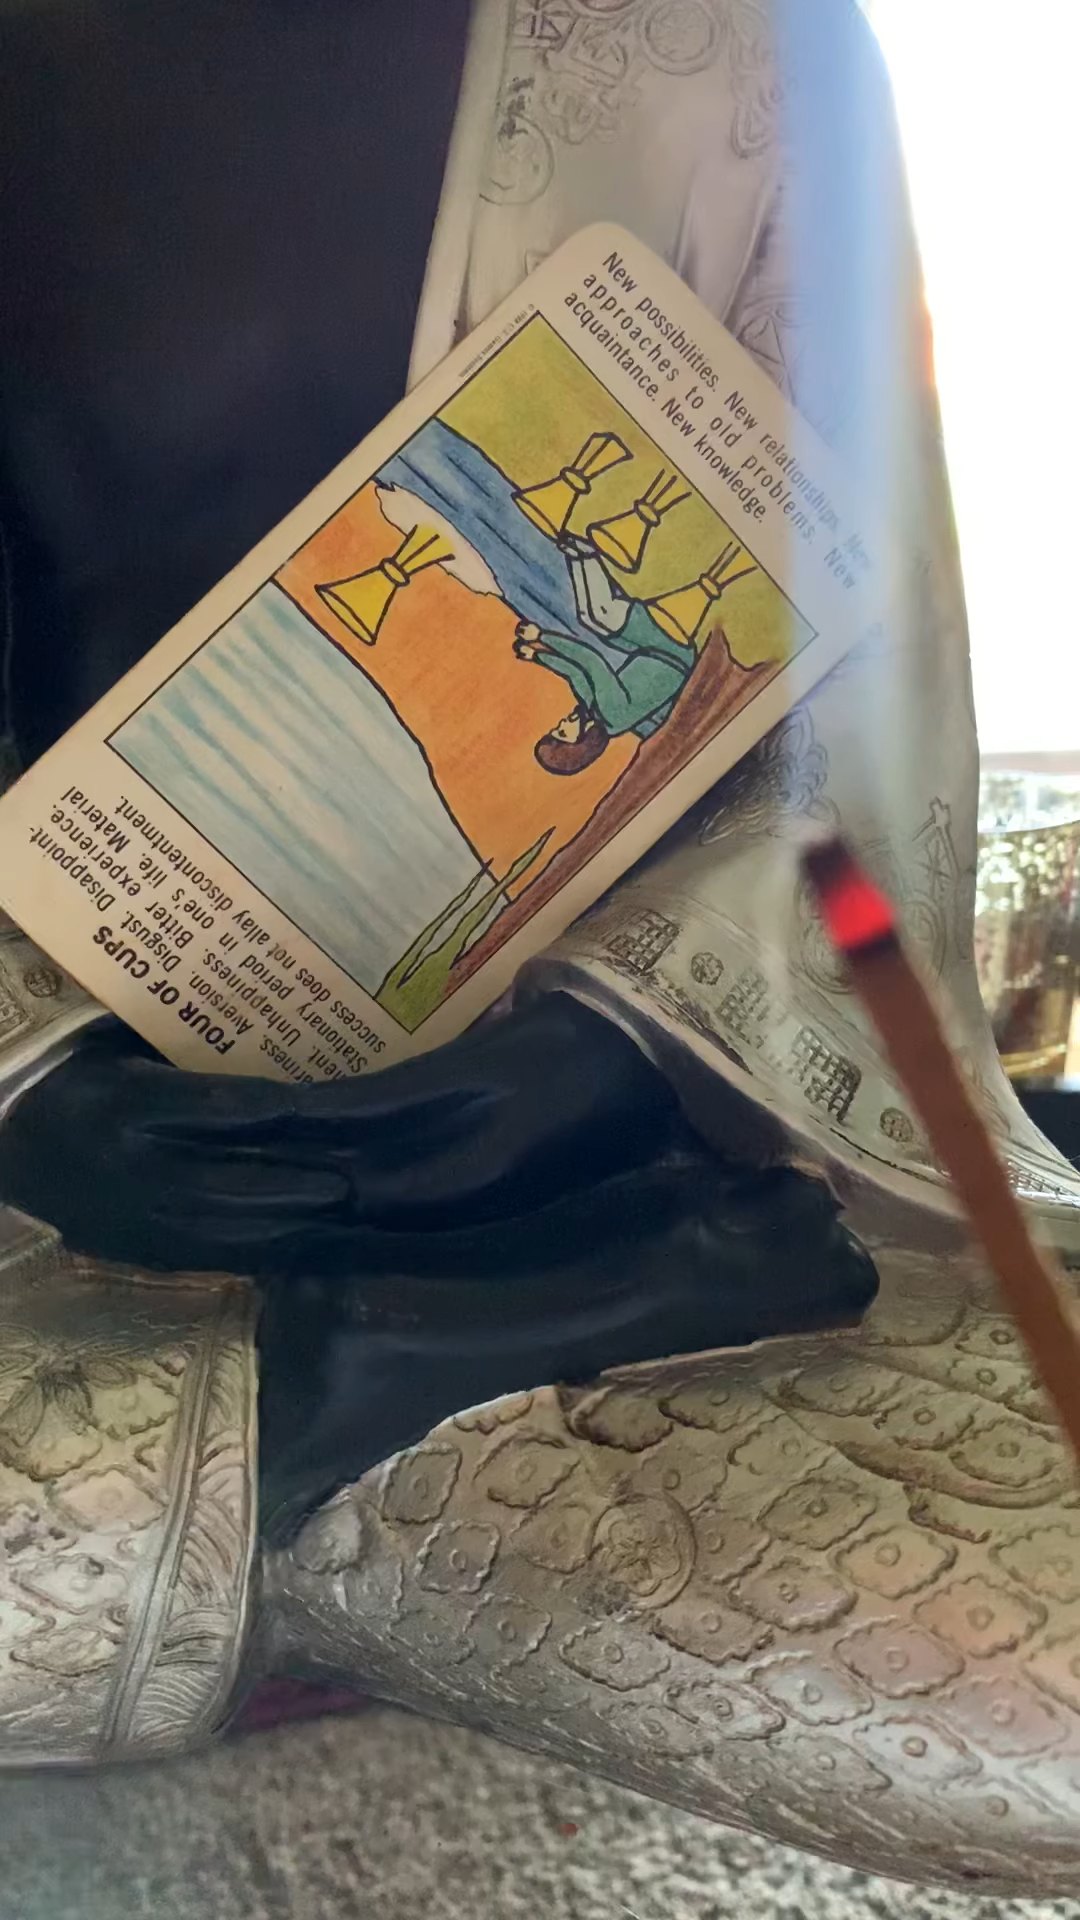 New possibilities. New relationships. New
approaches to old problems. New
acquaintance. New knowledge.
FOUR OF CUPS
ariness. Aversion. Disgust. Disappoint-
ment. Unhappiness. Bitter experience.
Stationary period in one's life. Material
success does not allay discontentment.